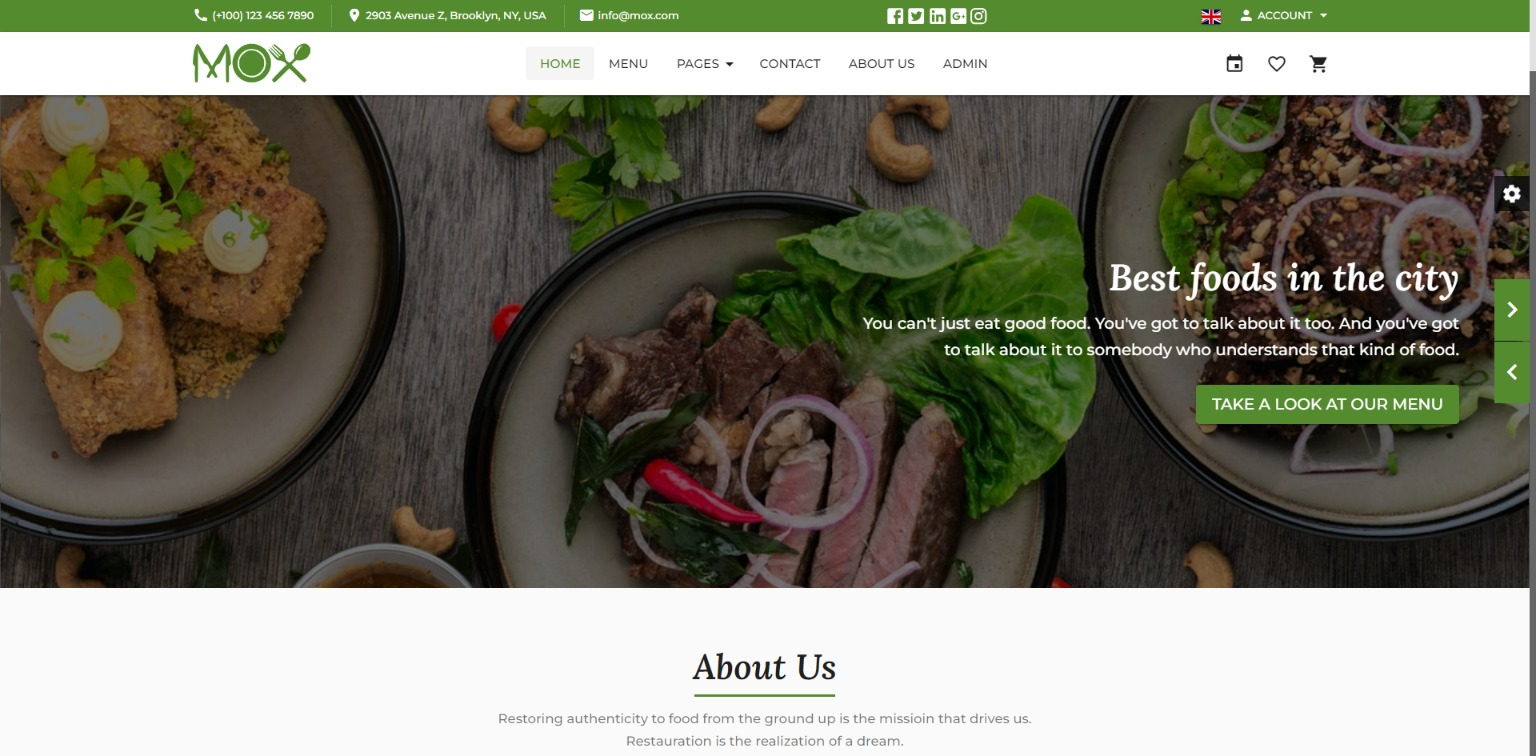 (+100) 123 456 7890
2903 Avenue Z, Brooklyn, NY, USA
info@mox.com
ACCOUNT
MOX
HOME
MENU
PAGES
CONTACT
ABOUT US
ADMIN
Best foods in the city
You can't just eat good food. You've got to talk about it too. And you've got
to talk about it to somebody who understands that kind of food.
TAKE A LOOK AT OUR MENU
About Us
Restoring authenticity to food from the ground up is the missioin that drives us.
Restauration is the realization of a dream.